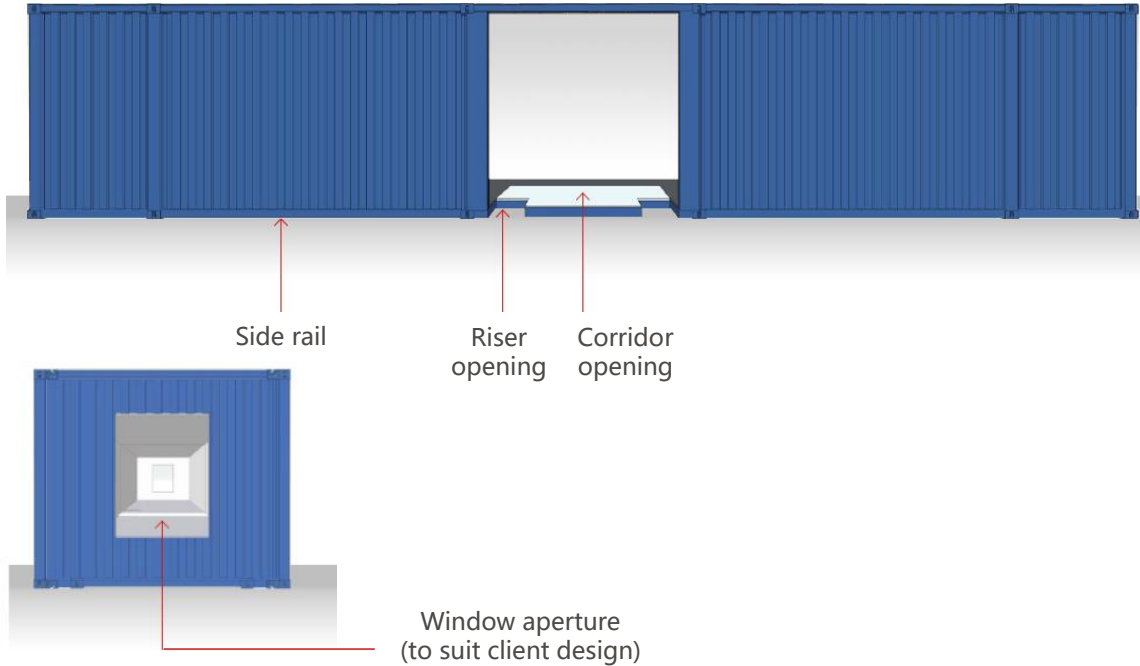 Side rail
Riser
opening
Corridor
opening
Window aperture
(to suit client design)